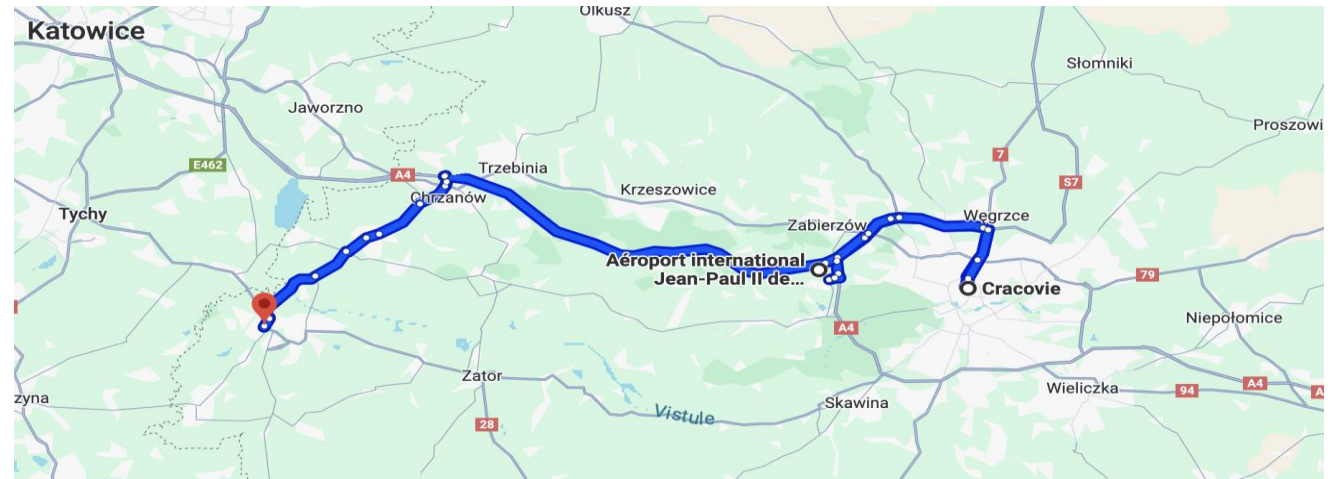 Olkusz
Katowice
Słomniki
Jaworzno
Proszowi
7
E462
Trzebinia
A4
S7
Krzeszowice
Chrzanów
Tychy
Węgrzce
Zabierzów
Aéroport international
Jean-Paul II de...
79
Cracovie
Niepołomice
A4
Zator
A4
Wieliczka
94
A
zyna
Skawina
Vistule
28